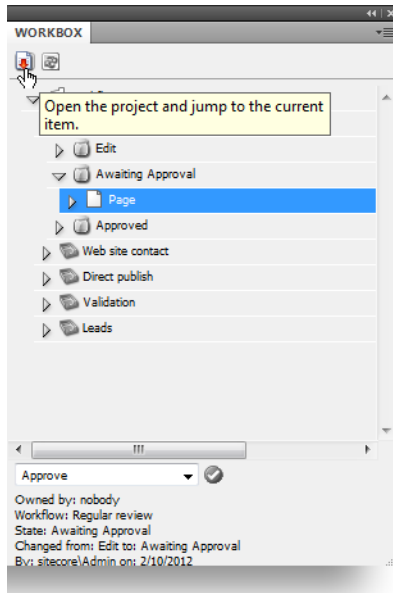 WORKBOX
Open the project and jump to the current
item.
Edit
Awaiting Approval
Page
Approved
Web site contact
Direct publish
Validation
Leads
Approve
Owned by: nobody
Workflow: Regular review
State: Awaiting Approval
Changed from: Edit to: Awaiting Approval
By: sitecore\Admin on: 2/10/2012